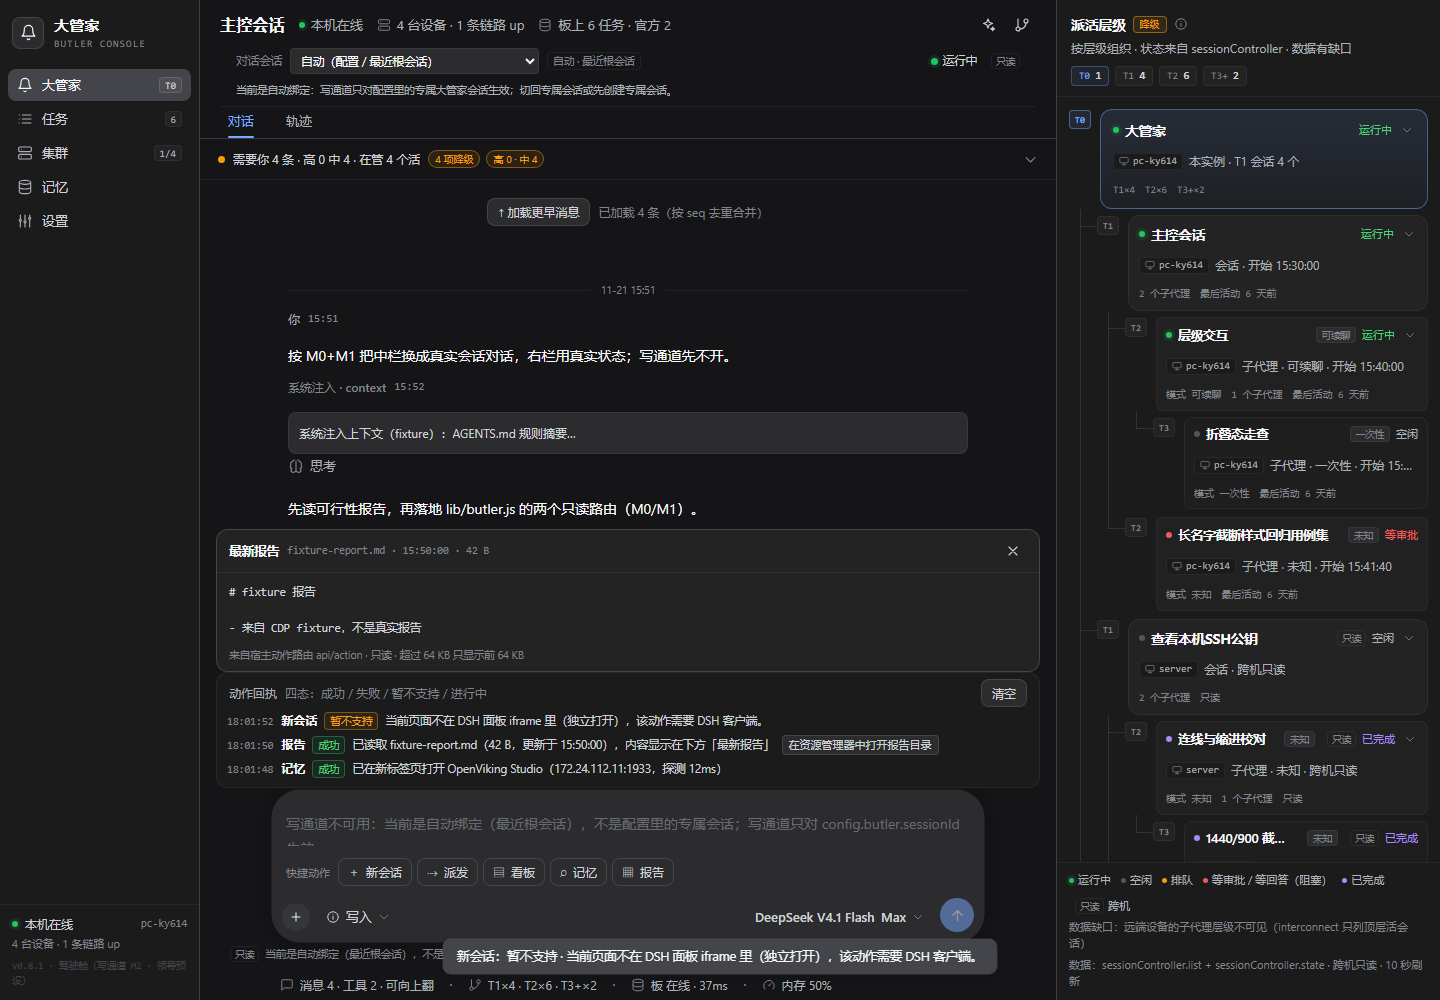 大管家
BUTLER CONSOLE
大管家 T0
任务 6
集群 1/4
记忆
设置
本机在线 pc-ky614
4 台设备 · 1 条链路 up
v0.8.1 · 驾驶舱（写通道 M2 · 领导预设）
主控会话 本机在线 4 台设备 · 1 条链路 up 板上 6 任务 · 官方 2
对话会话 自动（配置 / 最近根会话） 自动 · 最近根会话 运行中 只读
当前是自动绑定：写通道只对配置里的专属大管家会话生效；切回专属会话或先创建专属会话。
对话 轨迹
需要你 4 条 · 高 0 中 4 · 在管 4 个活 4 项降级 高 0 · 中 4
↑ 加载更早消息 已加载 4 条（按 seq 去重合并）
11-21 15:51
你 15:51
按 M0+M1 把中栏换成真实会话对话，右栏用真实状态；写通道先不开。
系统注入 · context 15:52
系统注入上下文（fixture）：AGENTS.md 规则摘要...
思考
先读可行性报告，再落地 lib/butler.js 的两个只读路由（M0/M1）。
最新报告 fixture-report.md · 15:50:00 · 42 B
# fixture 报告
- 来自 CDP fixture，不是真实报告
来自宿主动作路由 api/action · 只读 · 超过 64 KB 只显示前 64 KB
动作回执 四态：成功 / 失败 / 暂不支持 / 进行中 清空
18:01:52 新会话 暂不支持 当前页面不在 DSH 面板 iframe 里（独立打开），该动作需要 DSH 客户端。
18:01:50 报告 成功 已读取 fixture-report.md（42 B，更新于 15:50:00），内容显示在下方「最新报告」 在资源管理器中打开报告目录
18:01:48 记忆 成功 已在新标签页打开 OpenViking Studio（172.24.112.11:1933，探测 12ms）
写通道不可用：当前是自动绑定（最近根会话），不是配置里的专属会话；写通道只对 config.butler.sessionId
快捷动作 + 新会话 派发 看板 记忆 报告
+ 写入 DeepSeek V4.1 Flash Max
只读 当前是自动绑定（最近根会话），不
新会话：暂不支持 · 当前页面不在 DSH 面板 iframe 里（独立打开），该动作需要 DSH 客户端。
消息 4 · 工具 2 · 可向上翻 · T1×4 · T2×6 · T3+×2 · 板 在线 · 37ms · 内存 50%
派活层级 降级
按层级组织 · 状态来自 sessionController · 数据有缺口
T0 1 T1 4 T2 6 T3+ 2
T0 大管家 运行中
pc-ky614 本实例 · T1 会话 4 个
T1×4 T2×6 T3+×2
T1 主控会话 运行中
pc-ky614 会话 · 开始 15:30:00
2 个子代理 最后活动 6 天前
T2 层级交互 可续聊 运行中
pc-ky614 子代理 · 可续聊 · 开始 15:40:00
模式 可续聊 1 个子代理 最后活动 6 天前
T3 折叠态走查 一次性 空闲
pc-ky614 子代理 · 一次性 · 开始 15:...
模式 一次性 最后活动 6 天前
T2 长名字截断样式回归用例集 未知 等审批
pc-ky614 子代理 · 未知 · 开始 15:41:40
模式 未知 最后活动 6 天前
T1 查看本机SSH公钥 只读 空闲
server 会话 · 跨机只读
2 个子代理 只读
T2 连线与缩进校对 未知 只读 已完成
server 子代理 · 未知 · 跨机只读
模式 未知 1 个子代理 只读
T3 1440/900 截... 未知 只读 已完成
运行中 空闲 排队 等审批 / 等回答（阻塞） 已完成
只读 跨机
数据缺口：远端设备的子代理层级不可见（interconnect 只列顶层活会话）
数据：sessionController.list + sessionController.state · 跨机只读 · 10 秒刷新